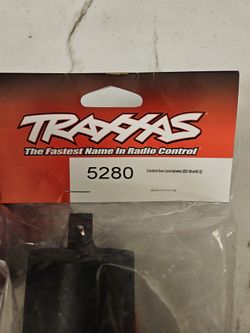 TRAXXAS
The Fastest Name In Radio Control
5280
Control box (complete) (EZ-Start® 2)